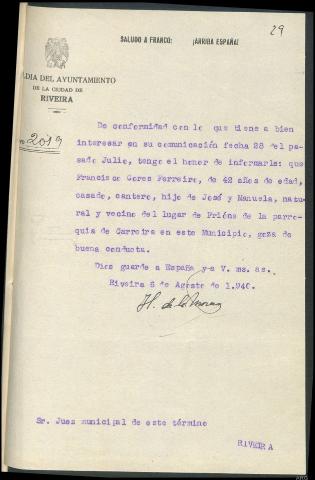 29
SALUDO A FRANCO: ¡ARRIBA ESPAÑA!
LDIA DEL AYUNTAMIENTO
DE LA CIUDAD DE
RIVEIRA
2019
De conformidad con lo que tiene a bien
interesar en su comunicación fecha 28 del pa-
sado Julio, tengo el honor de informarle: que
Francisco Gores Ferreiro, de 42 años de edad,
casado, cantero, hijo de José y Manuela, natu-
ral y vecino del lugar de de la parro-
quia de Carreira en este Municipio, goza de
buena conducta.
Dios guarde a España y a V. ms. as.
Riveira 6 de Agosto de 1.940.
Sr. Juez municipal de este término
RIVEIRA